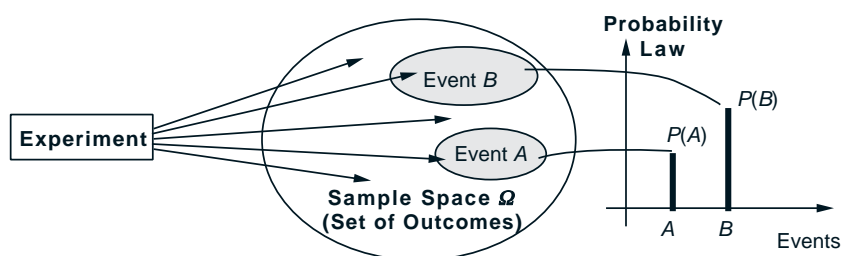 Probability
Law
Event B
P(B)
Experiment
P(A)
Event A
Sample Space Ω
(Set of Outcomes)
A
B
Events